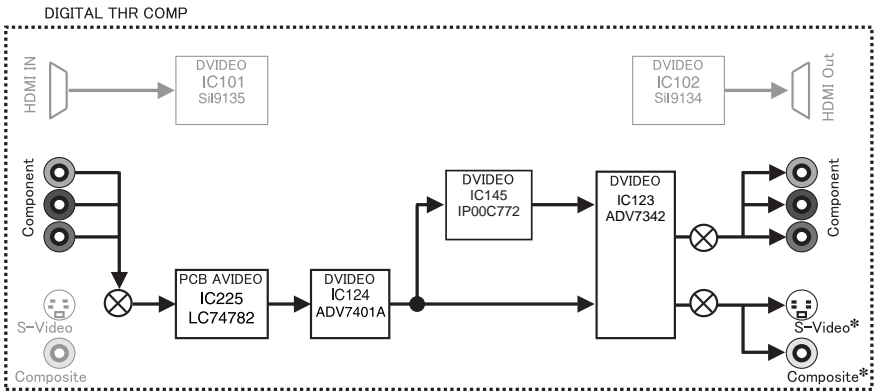 DIGITAL THR COMP
HDMI IN
DVIDEO
IC101
SiI9135
DVIDEO
IC102
SiI9134
HDMI Out
Component
DVIDEO
IC145
IP00C772
DVIDEO
IC123
ADV7342
Component
PCB AVIDEO
IC225
LC74782
DVIDEO
IC124
ADV7401A
S-Video
S-Video*
Composite
Composite*